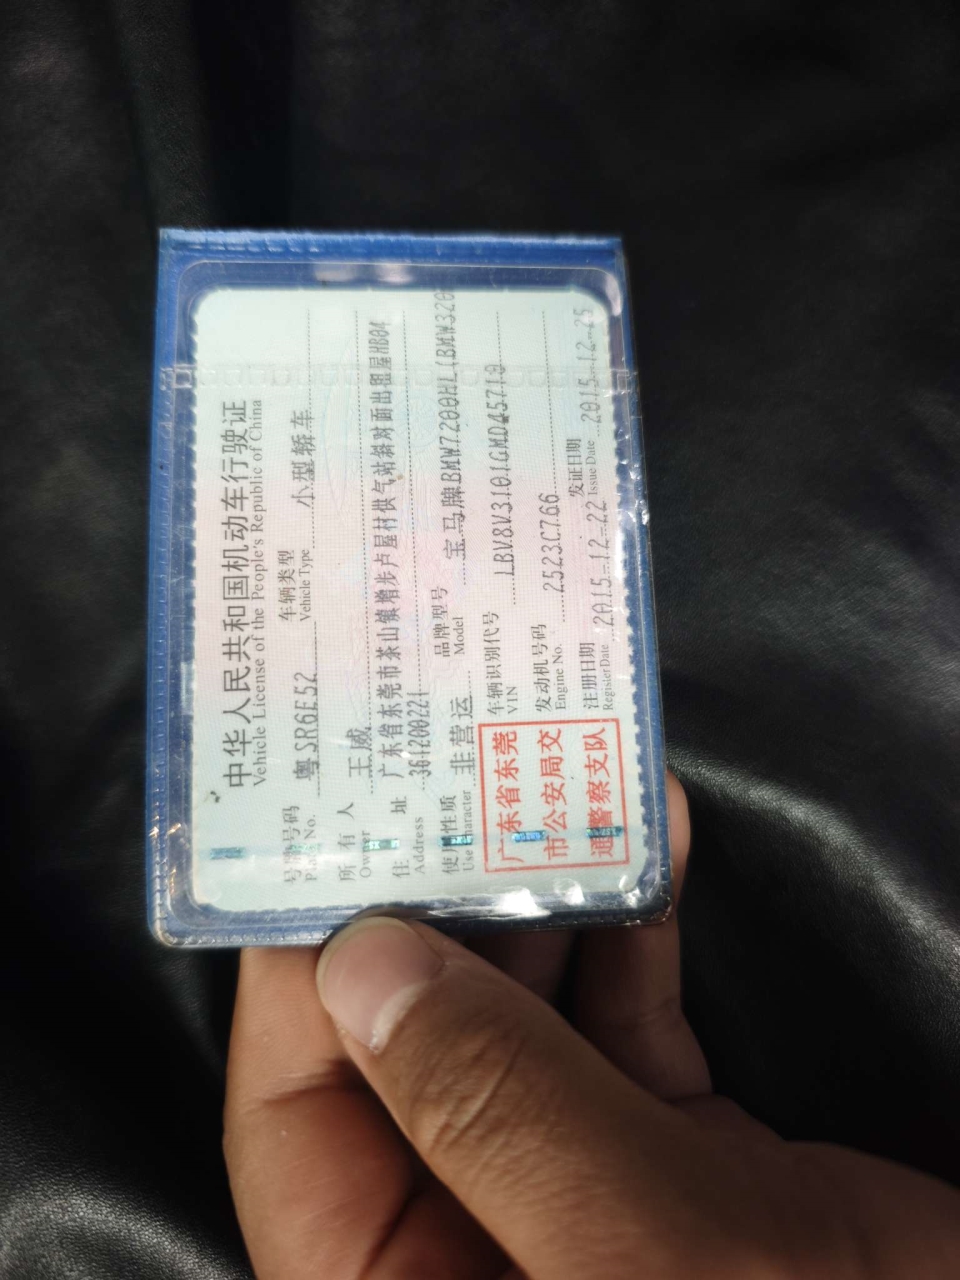 中华人民共和国机动车行驶证
Vehicle License of the People's Republic of China
号牌号码 粤SR6E52 车辆类型 小型轿车
Plate No. Vehicle Type
所有人 王威
Owner
住址 广东省东莞市茶山镇增步卢屋村供气站斜对面出租屋HB04
Address 361200221
使用性质 非营运 品牌型号 宝马牌BMW7200HL(BMW320
Use Character Model
车辆识别代号 LBV8V3101GMD45719
VIN
发动机号码 2523C766
Engine No.
注册日期 2015-12-22 发证日期 2015-12-25
Register Date Issue Date
广东省东莞
市公安局交
通警察支队